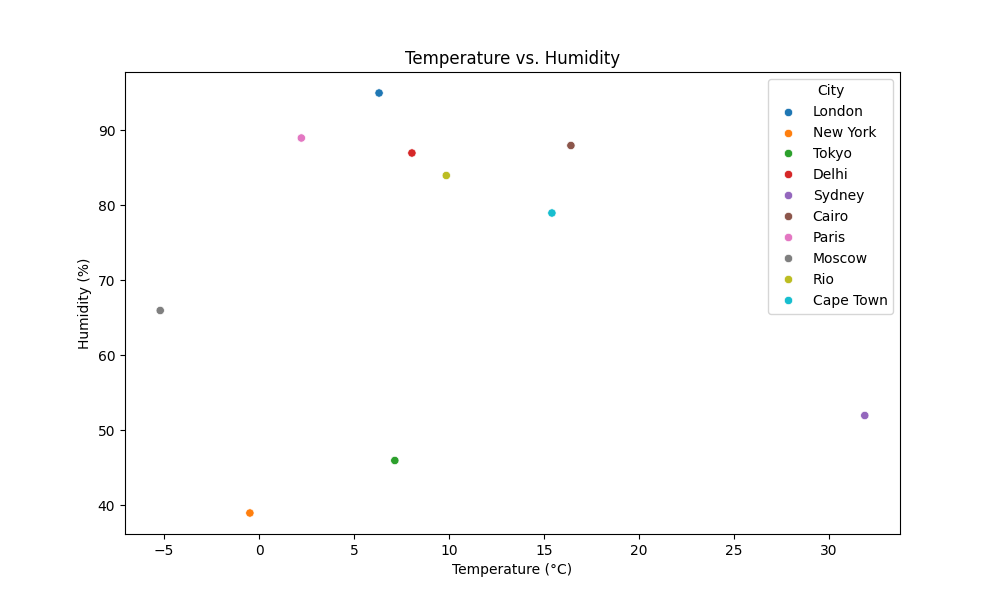 Temperature vs. Humidity
City
London
New York
Tokyo
Delhi
Sydney
Cairo
Paris
Moscow
Rio
Cape Town
Humidity (%)
90
80
70
60
50
40
−5 0 5 10 15 20 25 30
Temperature (°C)